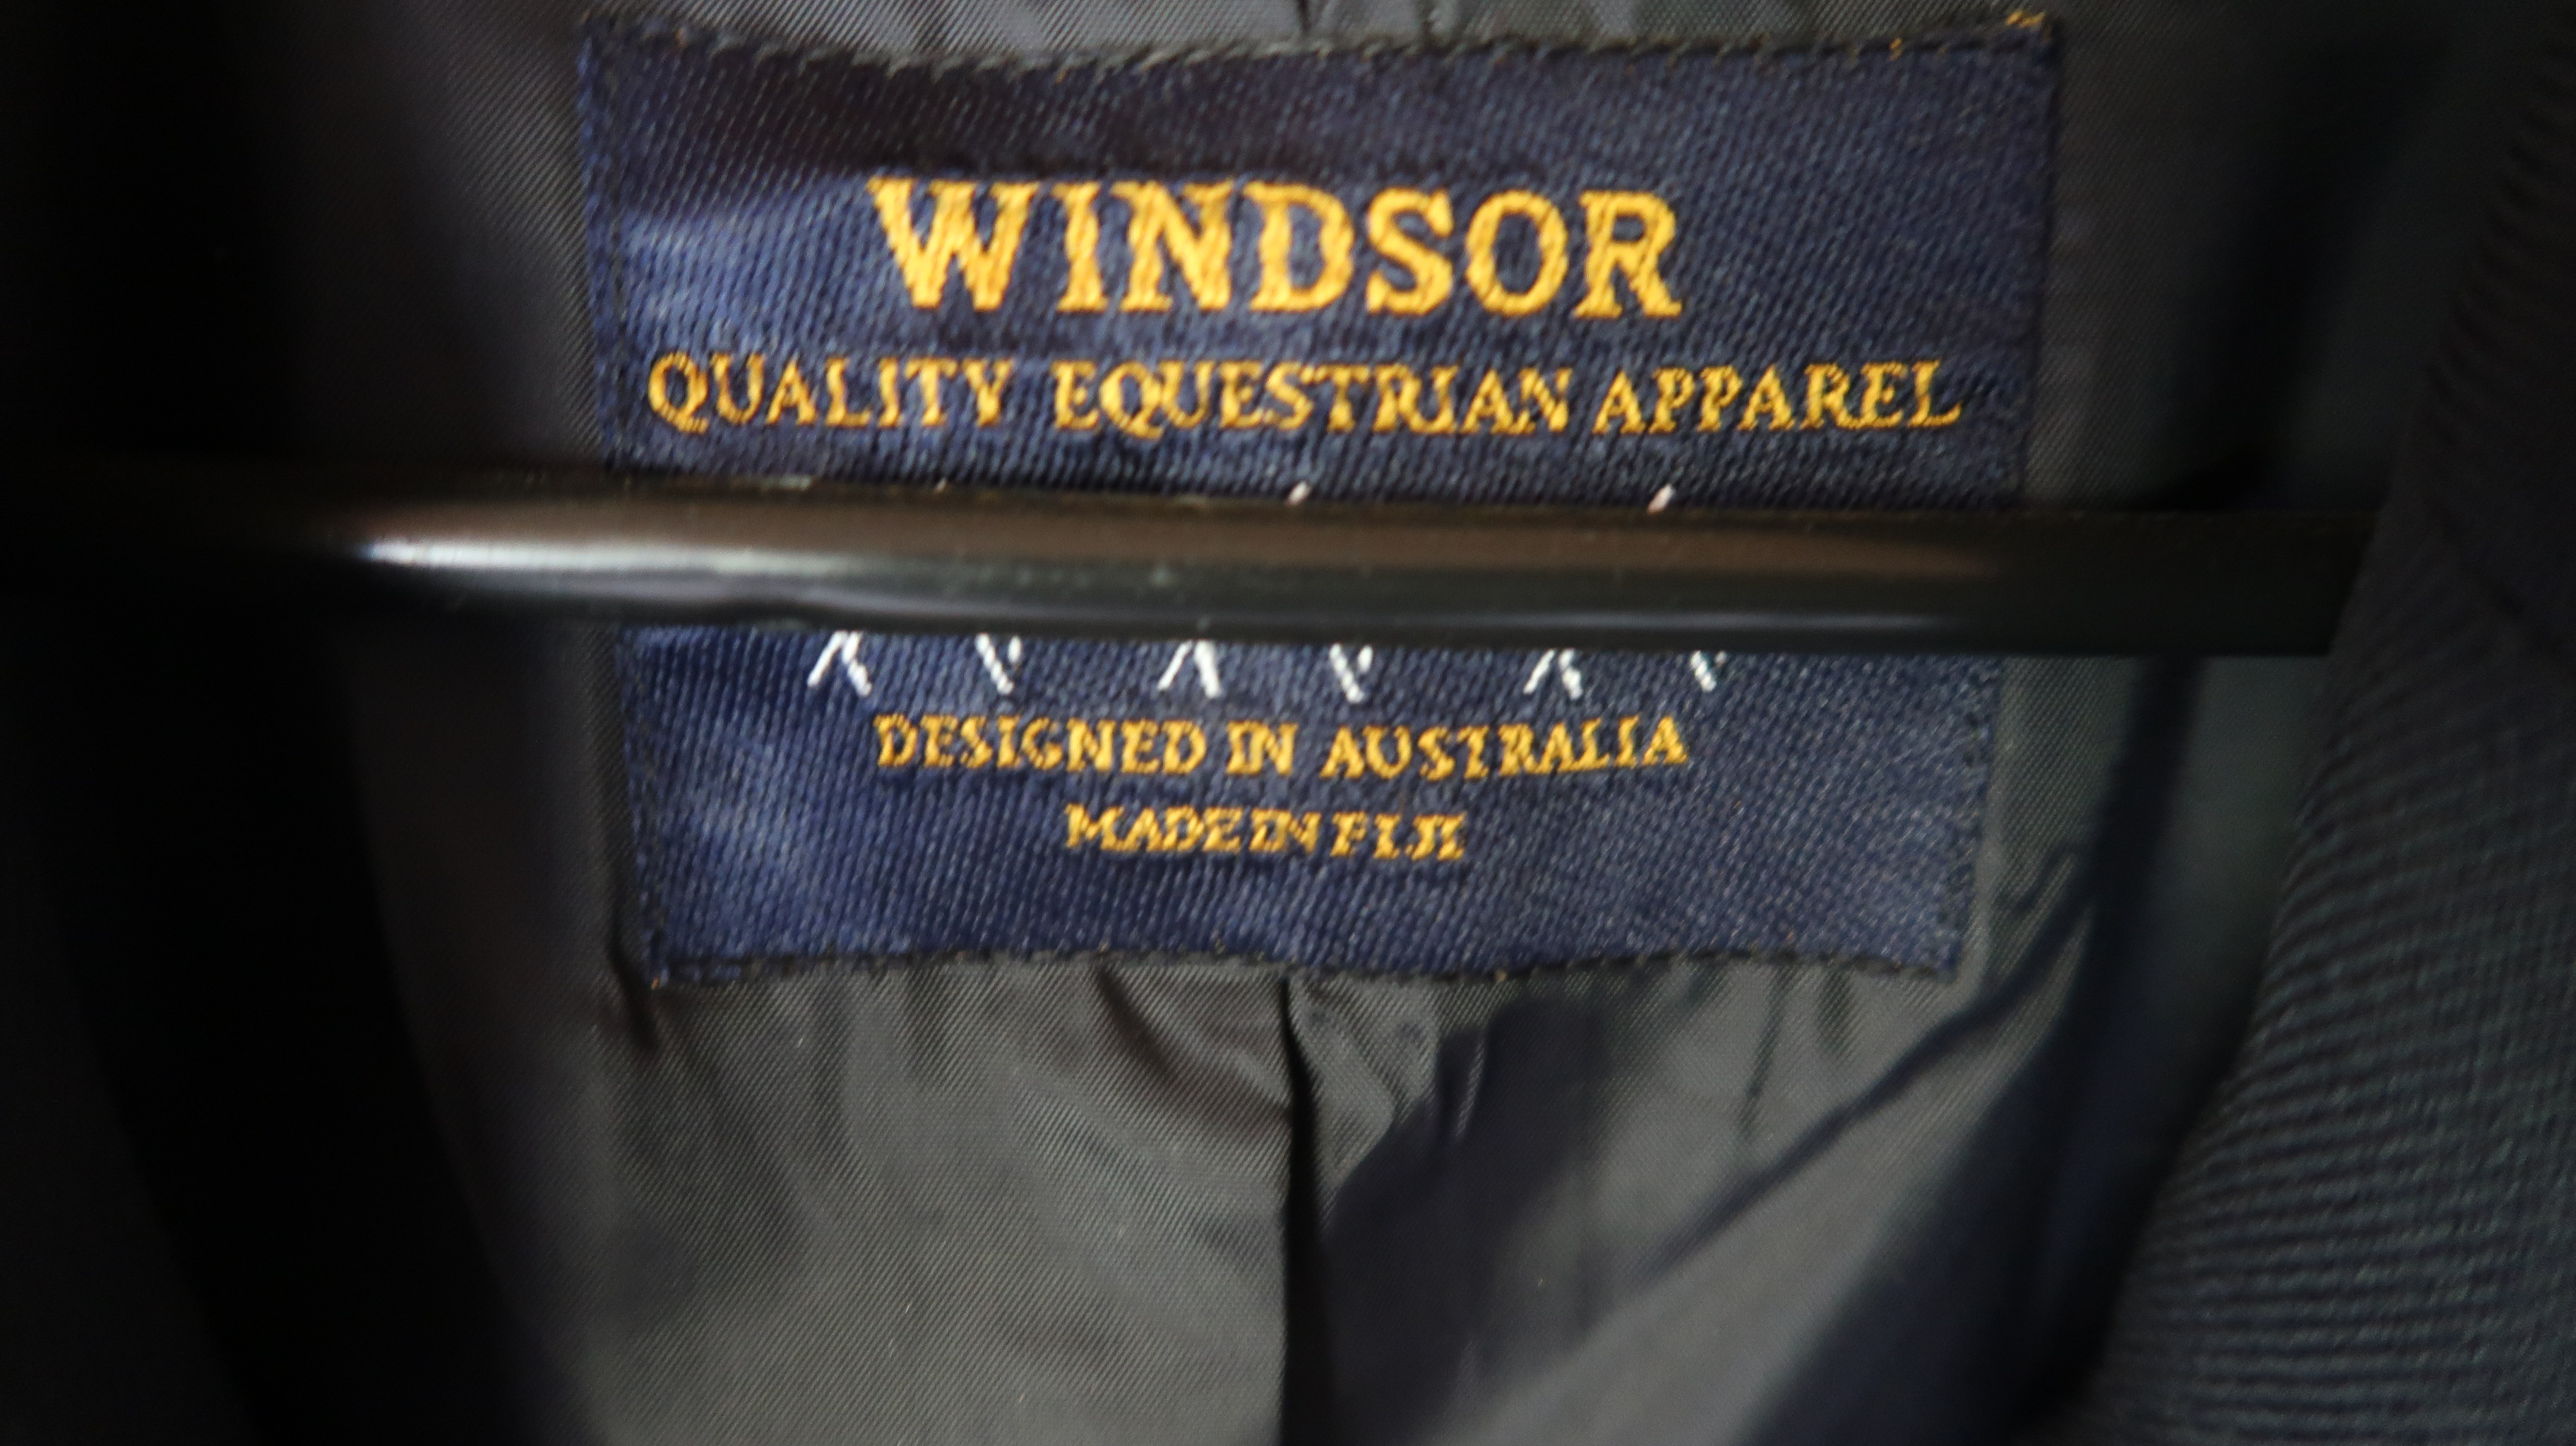 WINDSOR
QUALITY EQUESTRIAN APPAREL
DESIGNED IN AUSTRALIA
MADE IN FIJI